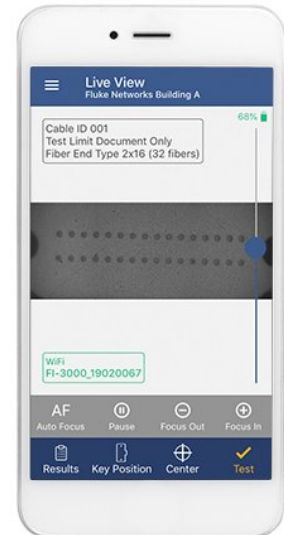 Live View
Fluke Networks Building A
68%
Cable ID 001
Test Limit Document Only
Fiber End Type 2x16 (32 fibers)
WiFi
FI-3000_19020067
AF
Auto Focus
Pause
Focus Out
Focus In
Results
Key Position
Center
Test